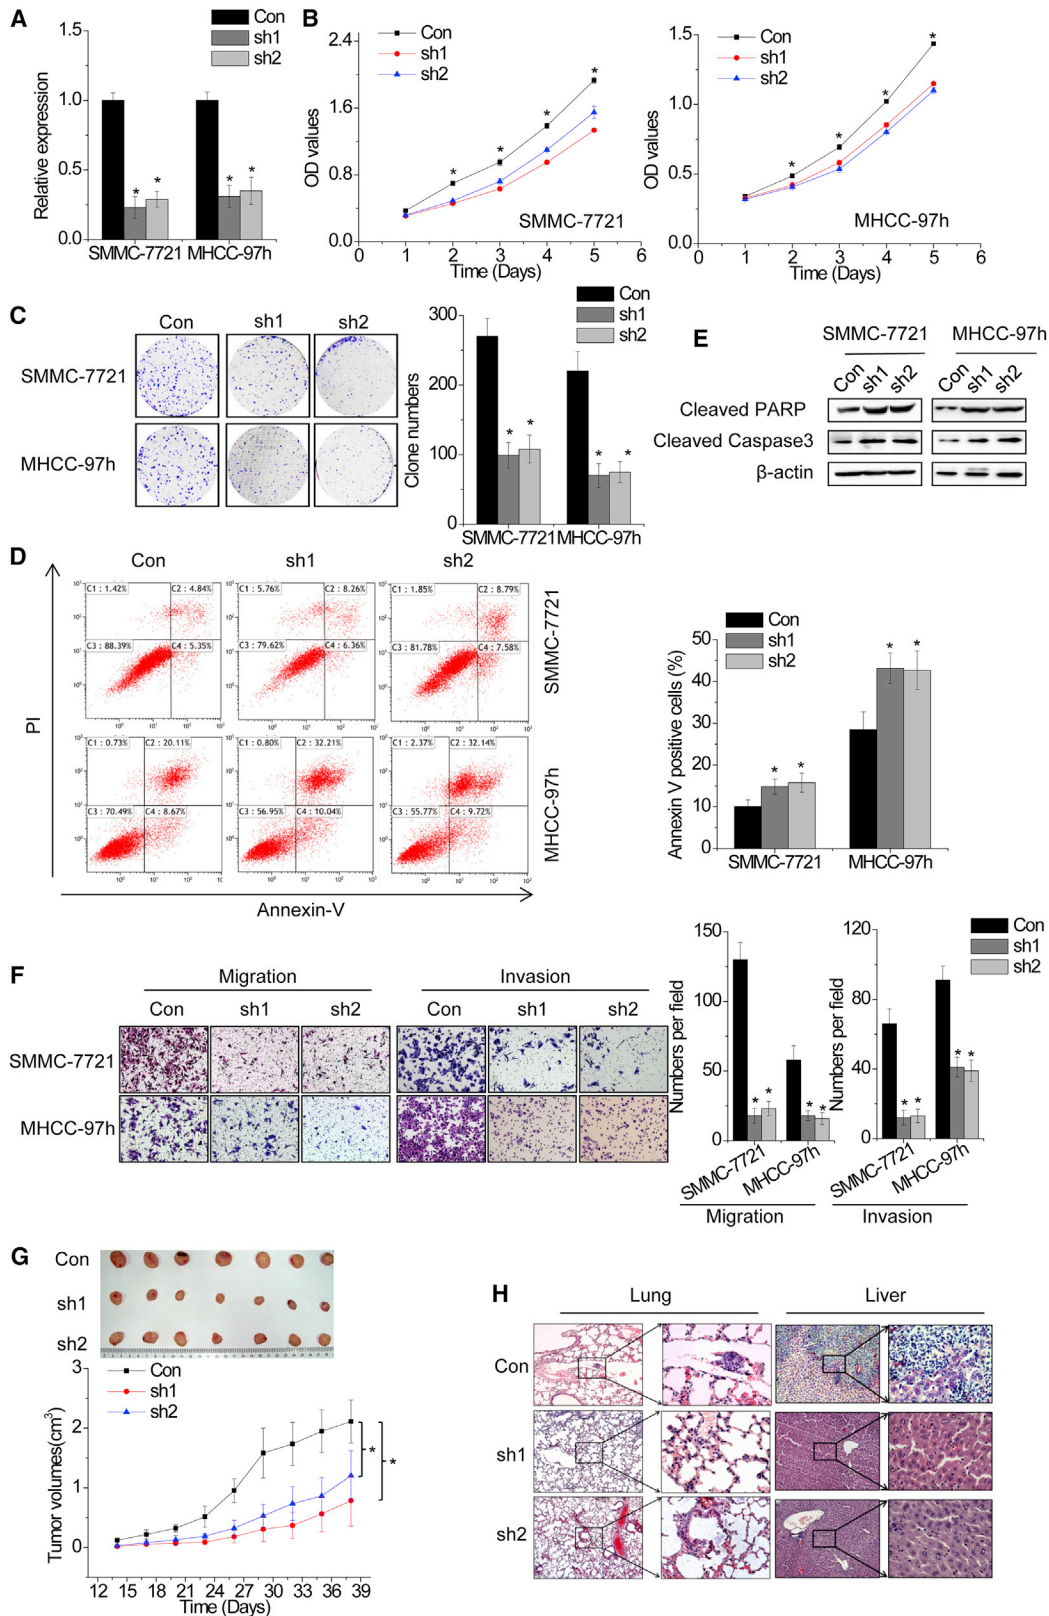 A
Relative expression
1.5
1.0
0.5
0.0
Con
sh1
sh2
SMMC-7721 MHCC-97h
B
OD values
2.4
1.6
0.8
0.0
Con
sh1
sh2
* * * *
SMMC-7721
0 1 2 3 4 5 6
Time (Days)
OD values
1.5
1.0
0.5
0.0
Con
sh1
sh2
* * * *
MHCC-97h
0 1 2 3 4 5 6
Time (Days)
C
Con sh1 sh2
SMMC-7721
MHCC-97h
Clone numbers
300
200
100
0
Con
sh1
sh2
* * * *
SMMC-7721 MHCC-97h
E
SMMC-7721 MHCC-97h
Con sh1 sh2 Con sh1 sh2
Cleaved PARP
Cleaved Caspase3
β-actin
D
Con sh1 sh2
C1 : 1.42% C2 : 4.84% C1 : 5.76% C2 : 8.26% C1 : 1.85% C2 : 8.79%
C3 : 88.39% C4 : 5.35% C3 : 79.62% C4 : 6.36% C3 : 81.78% C4 : 7.58%
SMMC-7721
C1 : 0.73% C2 : 20.11% C1 : 0.80% C2 : 32.21% C1 : 2.37% C2 : 32.14%
C3 : 70.49% C4 : 8.67% C3 : 56.95% C4 : 10.04% C3 : 55.77% C4 : 9.72%
MHCC-97h
PI
Annexin-V
Annexin V positive cells (%)
50
40
30
20
10
0
Con
sh1
sh2
* * * *
SMMC-7721 MHCC-97h
F
Migration Invasion
Con sh1 sh2 Con sh1 sh2
SMMC-7721
MHCC-97h
Numbers per field
150
100
50
0
* * * *
SMMC-7721 MHCC-97h
Migration
Numbers per field
120
80
40
0
Con
sh1
sh2
* * * *
SMMC-7721 MHCC-97h
Invasion
G
Con
sh1
sh2
Tumor volumes(cm³)
3
2
1
0
Con
sh1
sh2
* *
12 14 17 20 23 26 29 32 35 38
Time (Days)
H
Lung Liver
Con
sh1
sh2